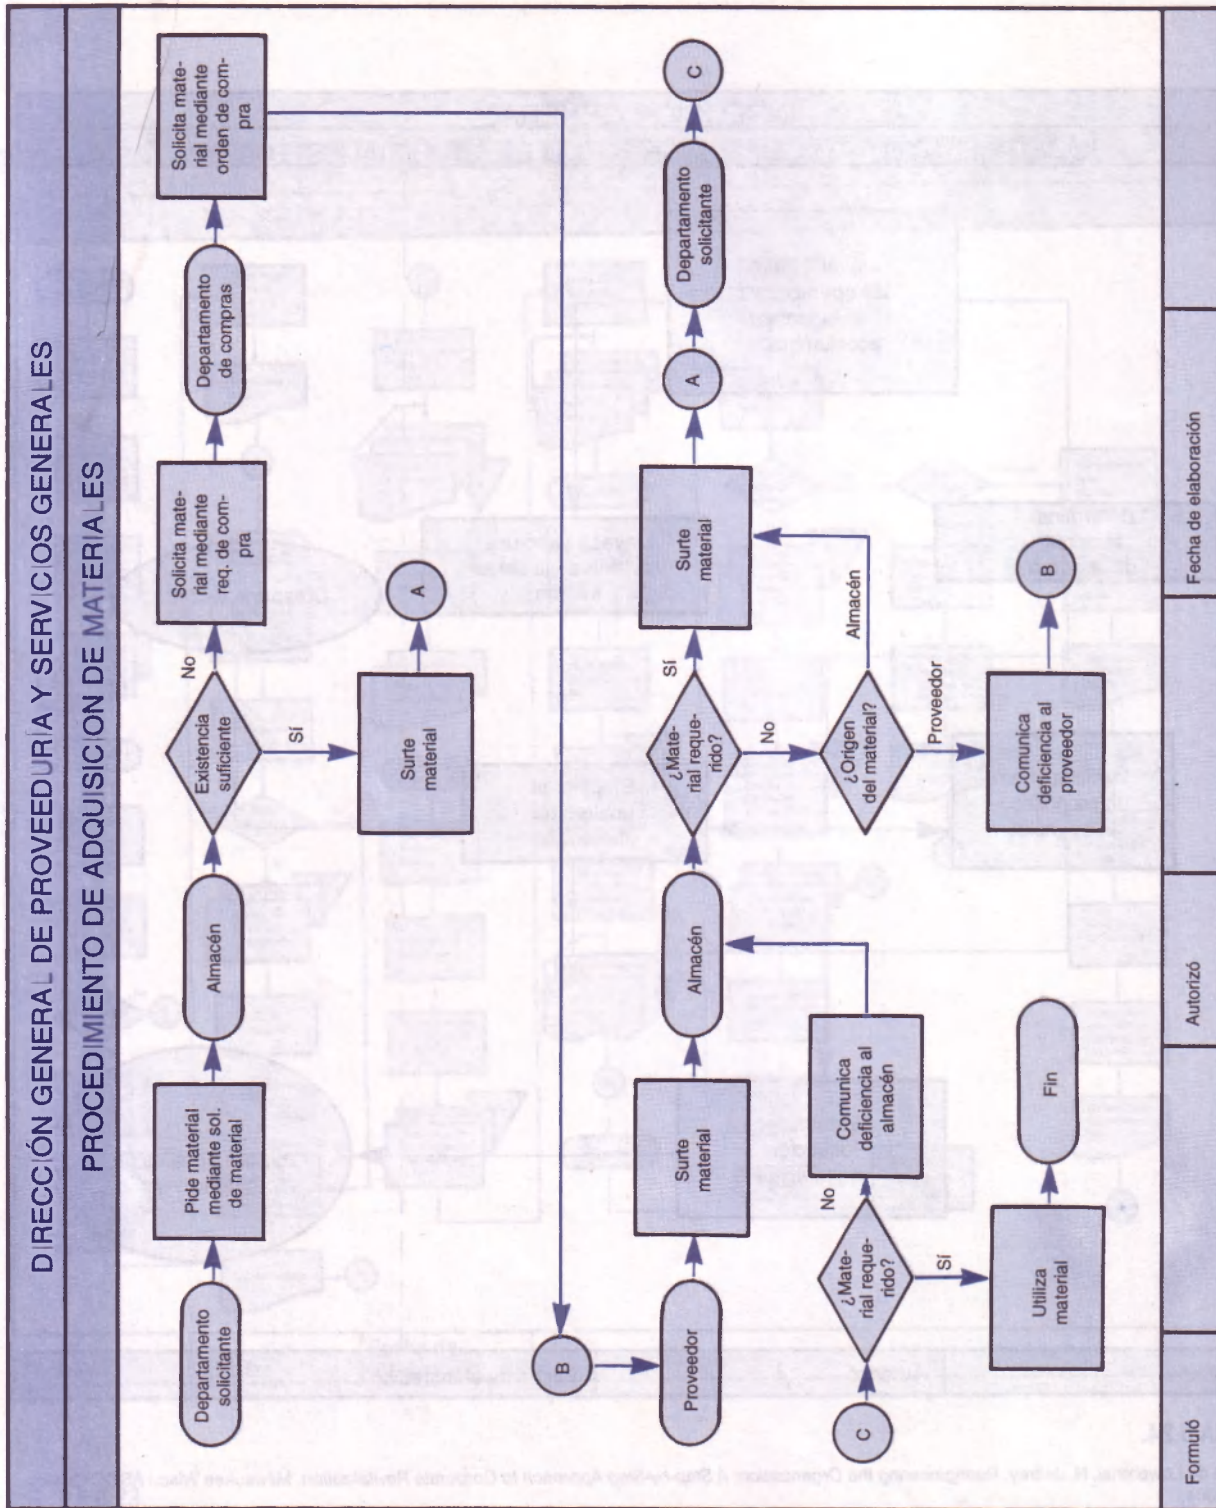 DIRECCIÓN GENERAL DE PROVEEDURIA Y SERVICIOS GENERALES
PROCEDIMIENTO DE ADQUISICION DE MATERIALES
Departamento
solicitante
Pide material
mediante sol.
de material
Almacén
Existencia
suficiente
No
Sí
Solicita mate-
rial mediante
req. de com-
pra
Departamento
de compras
Solicita mate-
rial mediante
orden de com-
pra
Surte
material
A
B
Proveedor
Surte
material
Almacén
¿Mate-
rial reque-
rido?
Sí
No
Surte
material
A
Departamento
solicitante
C
¿Origen
del material?
Almacén
Proveedor
Comunica
deficiencia al
proveedor
B
C
¿Mate-
rial reque-
rido?
No
Sí
Comunica
deficiencia al
almacén
Utiliza
material
Fin
Formuló
Autorizó
Fecha de elaboración